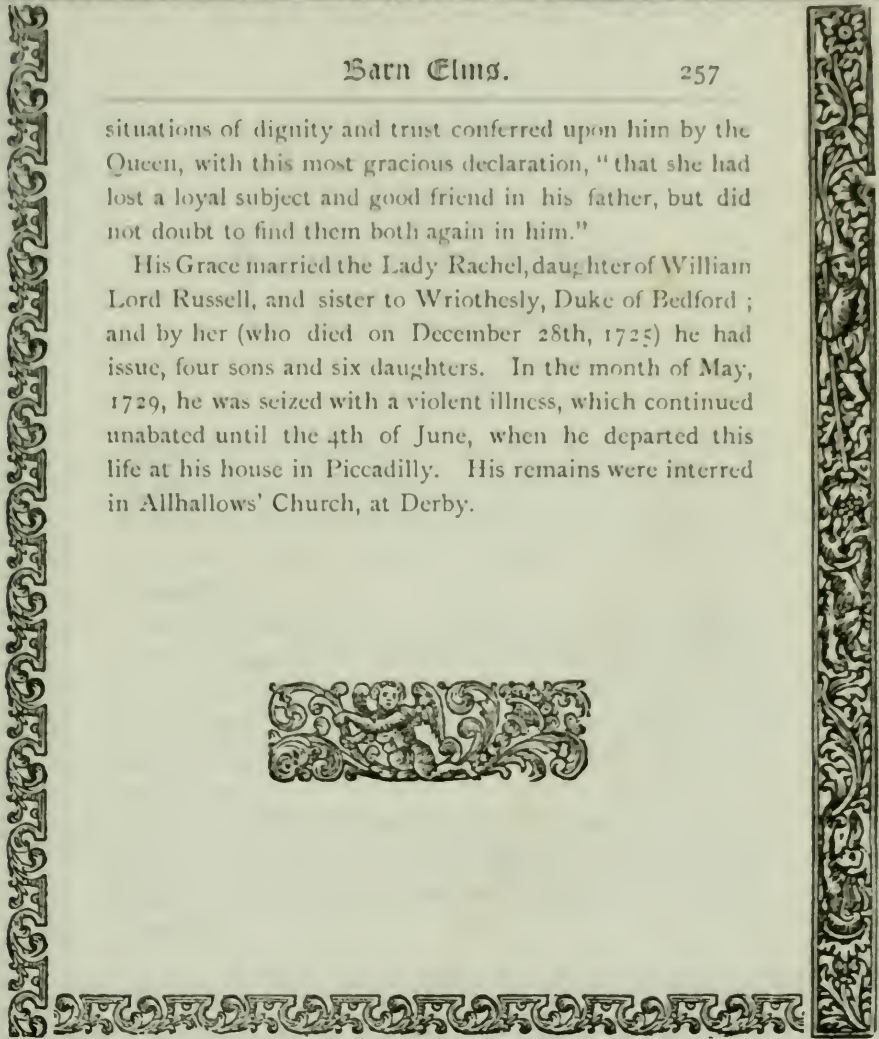 Barn Elms. 257
situations of dignity and trust conferred upon him by the
Queen, with this most gracious declaration, " that she had
lost a loyal subject and good friend in his father, but did
not doubt to find them both again in him."
His Grace married the Lady Rachel, daughter of William
Lord Russell, and sister to Wriothesly, Duke of Bedford ;
and by her (who died on December 28th, 1725) he had
issue, four sons and six daughters. In the month of May,
1729, he was seized with a violent illness, which continued
unabated until the 4th of June, when he departed this
life at his house in Piccadilly. His remains were interred
in Allhallows' Church, at Derby.